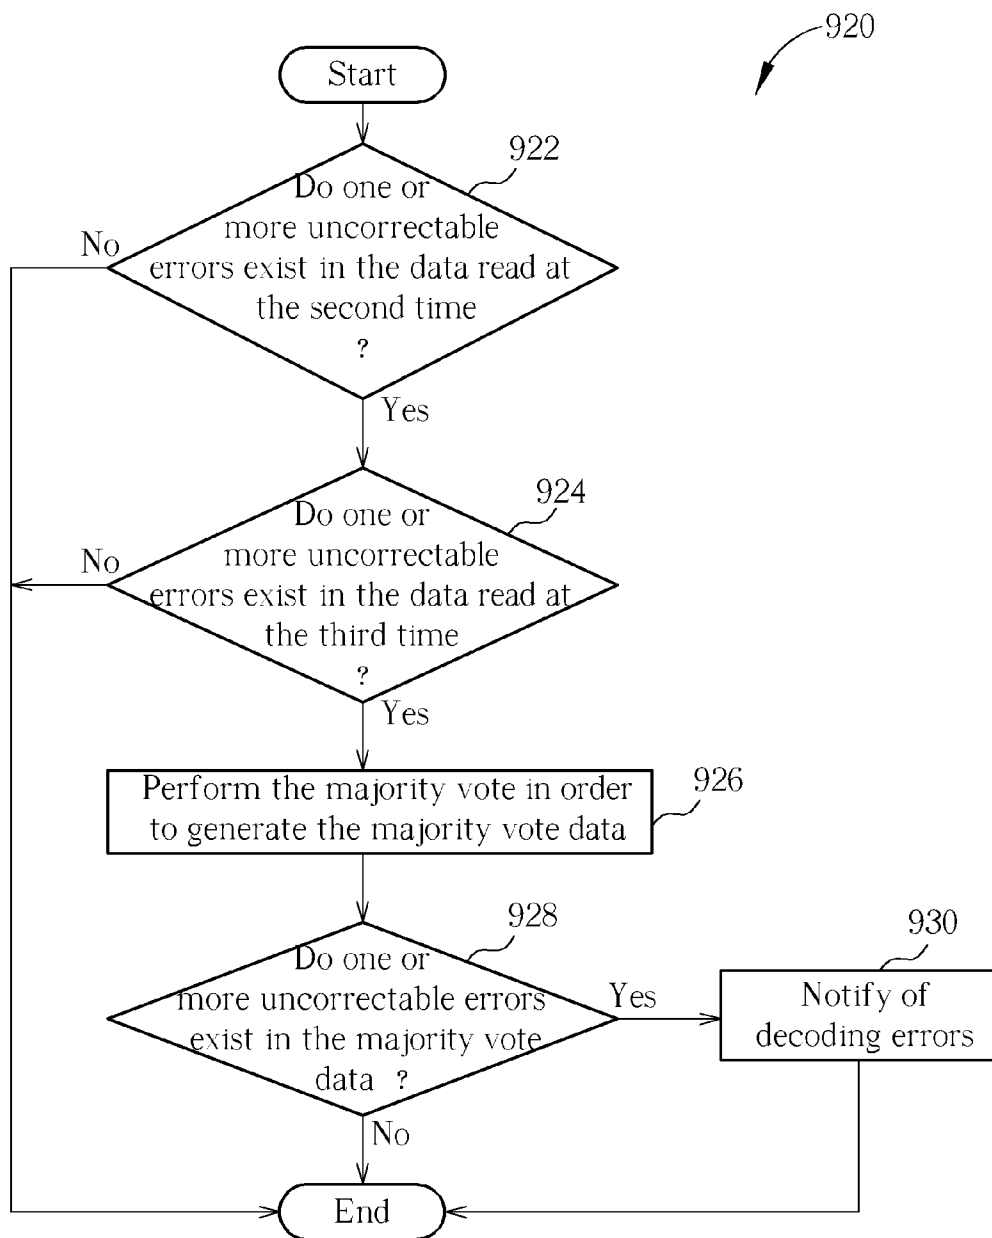 920
Start
922
Do one or
more uncorrectable
errors exist in the data read at
the second time
?
No
Yes
924
Do one or
more uncorrectable
errors exist in the data read at
the third time
?
No
Yes
Perform the majority vote in order
to generate the majority vote data
926
928
Do one or
more uncorrectable errors
exist in the majority vote
data ?
Yes
930
Notify of
decoding errors
No
End